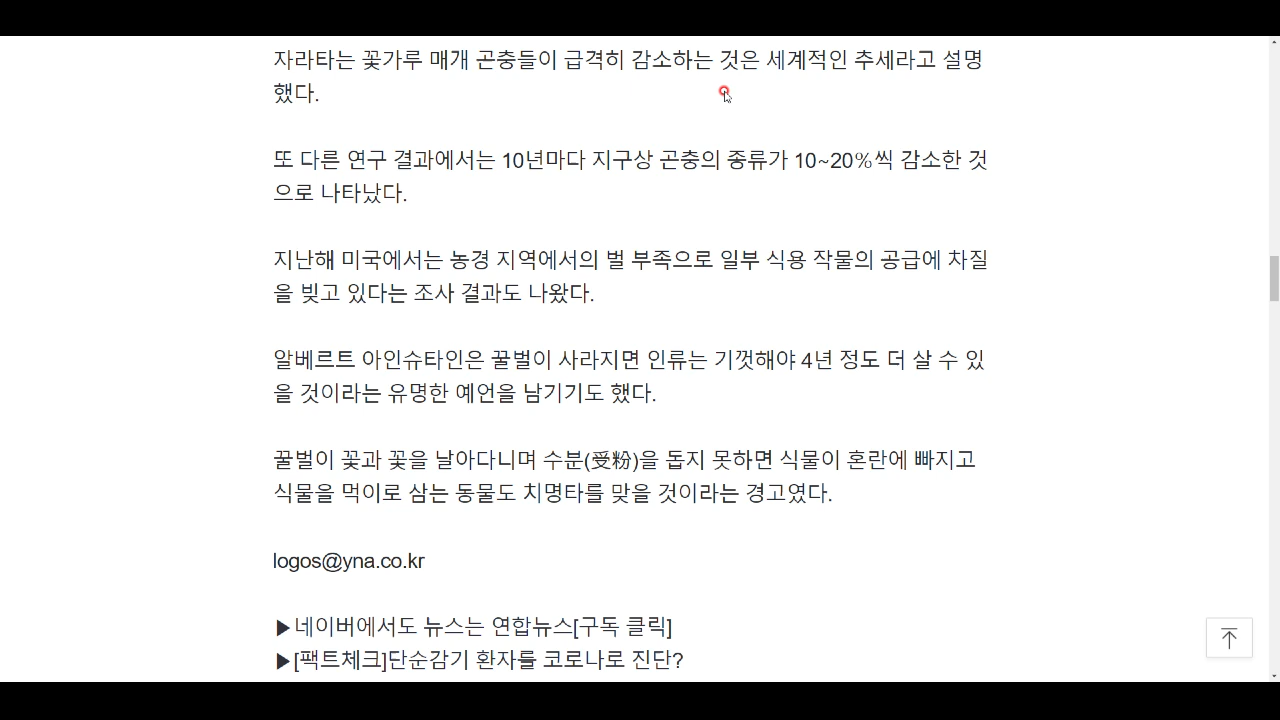 자라타는 꽃가루 매개 곤충들이 급격히 감소하는 것은 세계적인 추세라고 설명
했다.
또 다른 연구 결과에서는 10년마다 지구상 곤충의 종류가 10~20%씩 감소한 것
으로 나타났다.
지난해 미국에서는 농경 지역에서의 벌 부족으로 일부 식용 작물의 공급에 차질
을 빚고 있다는 조사 결과도 나왔다.
알베르트 아인슈타인은 꿀벌이 사라지면 인류는 기껏해야 4년 정도 더 살 수 있
을 것이라는 유명한 예언을 남기기도 했다.
꿀벌이 꽃과 꽃을 날아다니며 수분(受粉)을 돕지 못하면 식물이 혼란에 빠지고
식물을 먹이로 삼는 동물도 치명타를 맞을 것이라는 경고였다.
logos@yna.co.kr
▶네이버에서도 뉴스는 연합뉴스[구독 클릭]
▶[팩트체크]단순감기 환자를 코로나로 진단?